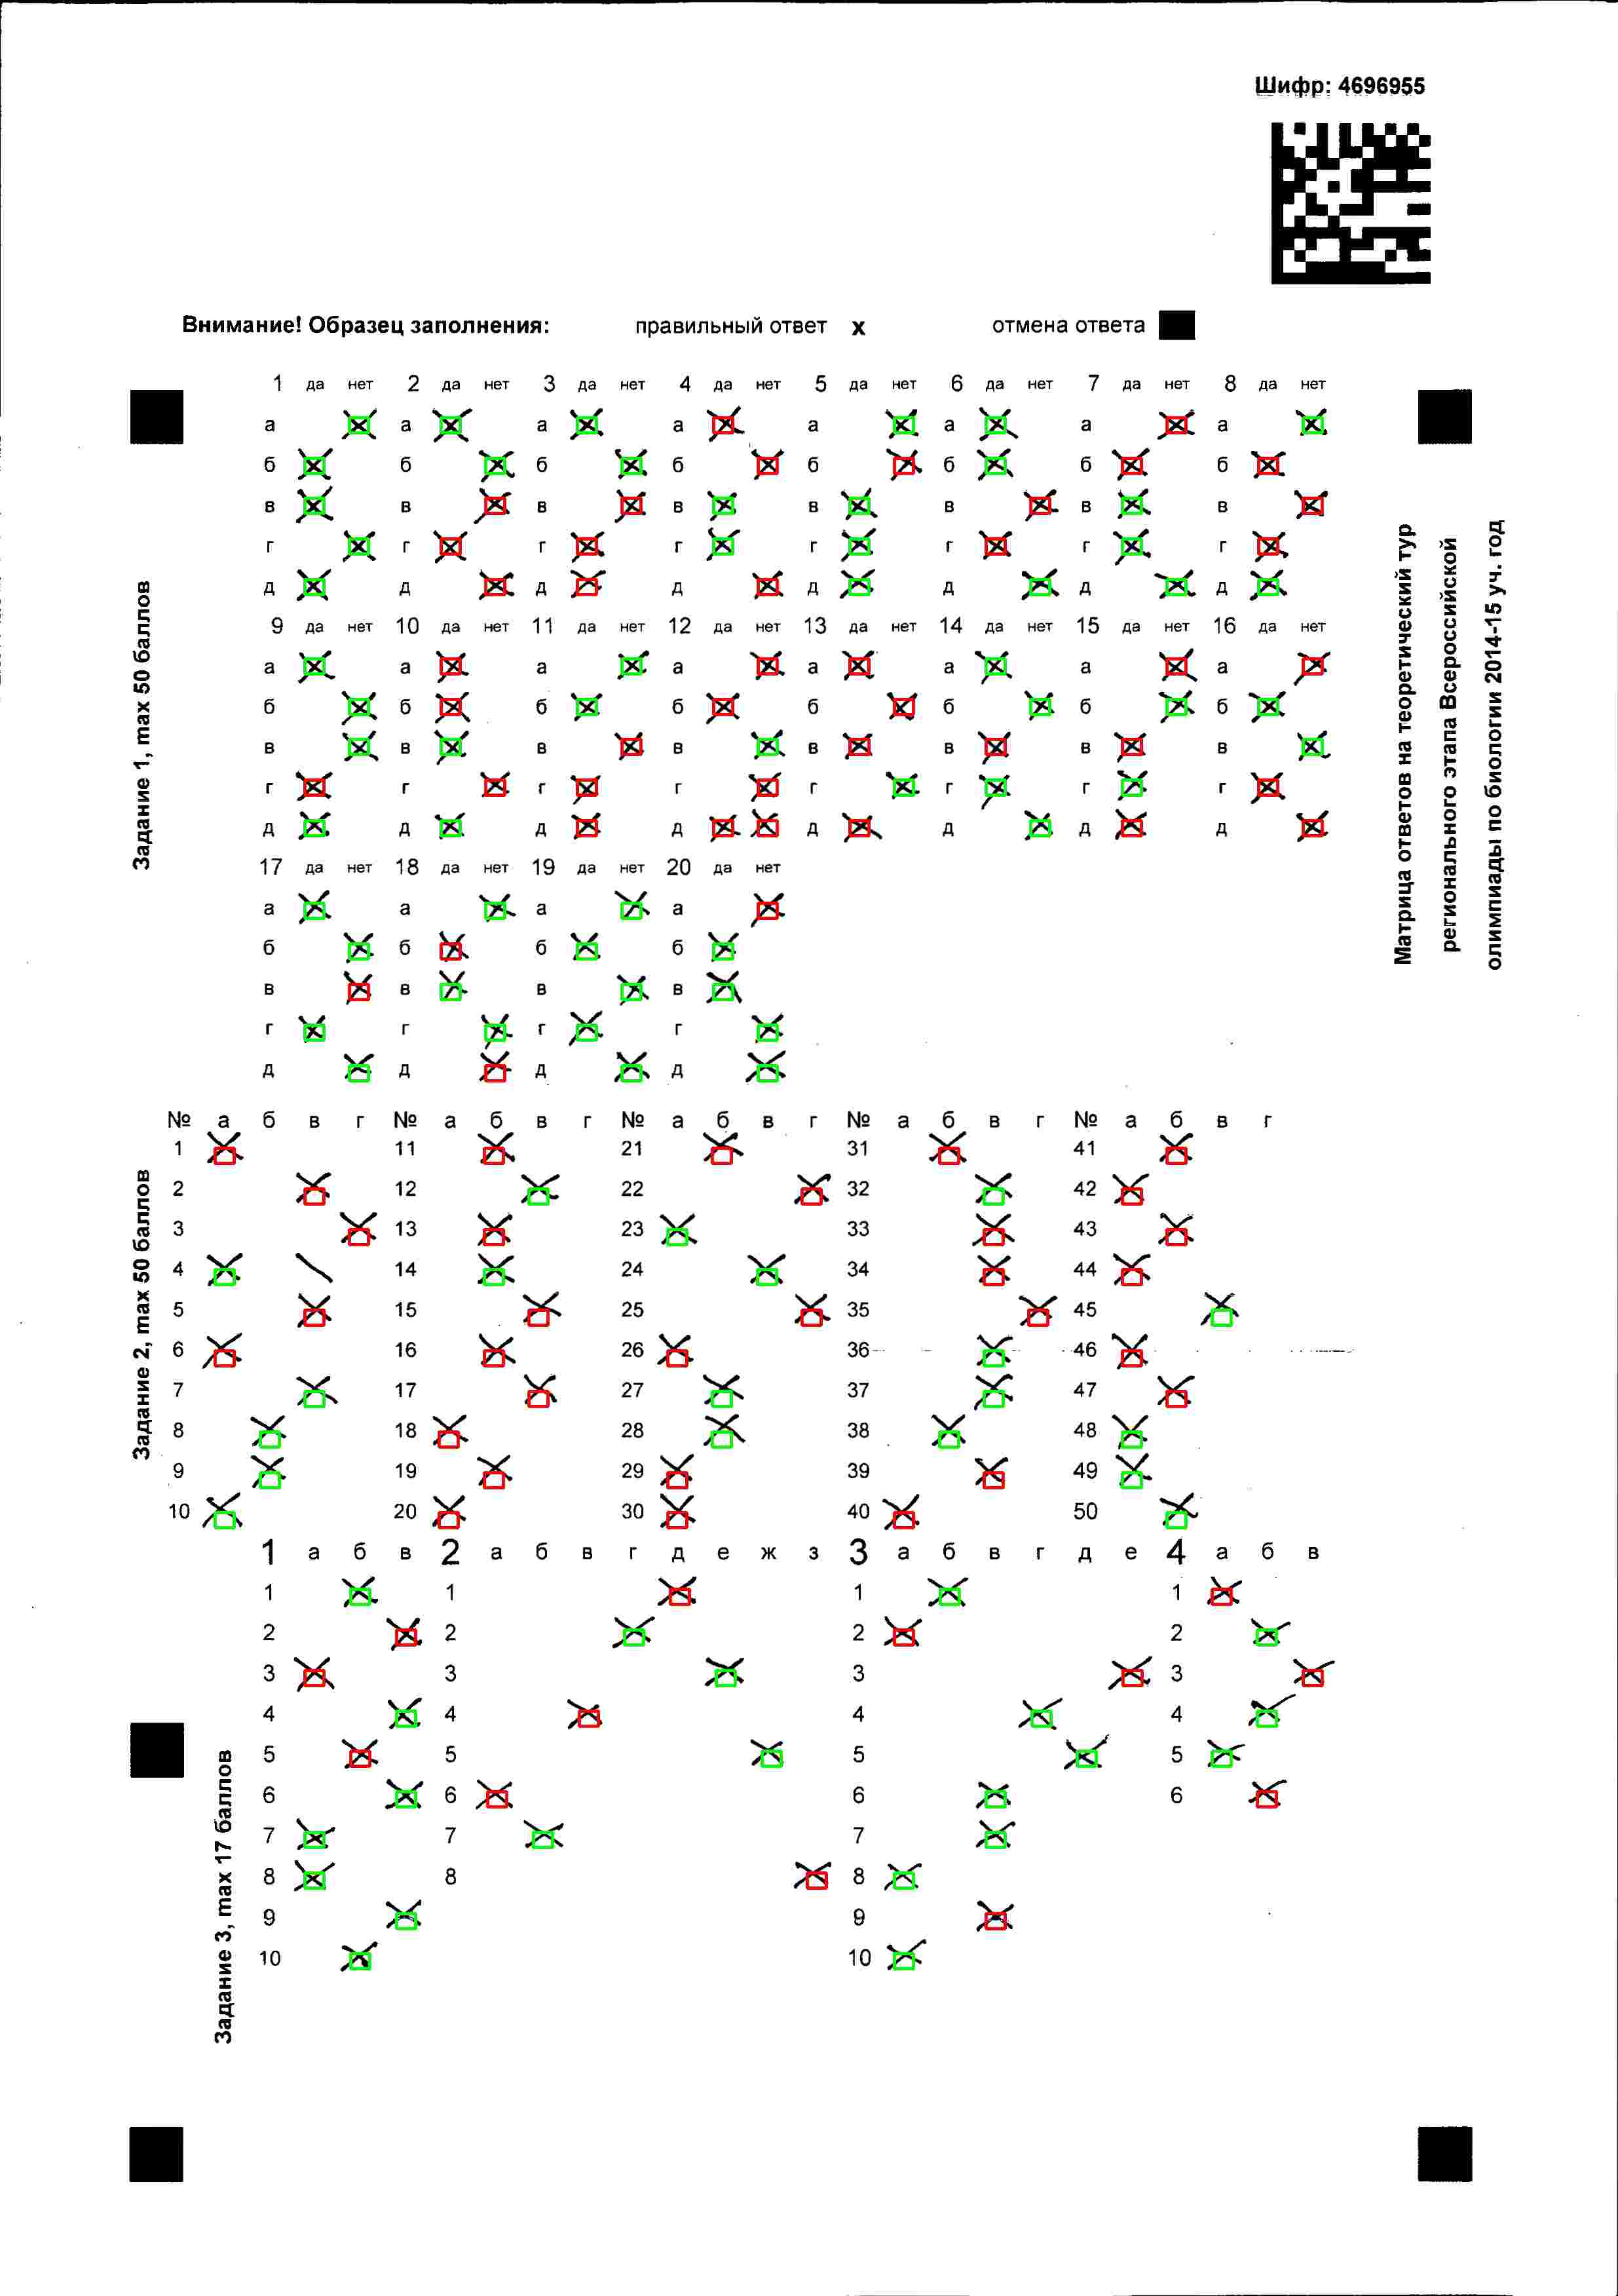 Шифр: 4696955
Внимание! Образец заполнения: правильный ответ x отмена ответа
1 да нет 2 да нет 3 да нет 4 да нет 5 да нет 6 да нет 7 да нет 8 да нет
а а а а а а а а
б б б б б б б б
в в в в в в в в
г г г г г г г г
д д д д д д д д
9 да нет 10 да нет 11 да нет 12 да нет 13 да нет 14 да нет 15 да нет 16 да нет
а а а а а а а а
б б б б б б б б
в в в в в в в в
г г г г г г г г
д д д д д д д д
17 да нет 18 да нет 19 да нет 20 да нет
а а а а
б б б б
в в в в
г г г г
д д д д
Задание 1, max 50 баллов
Матрица ответов на теоретический тур
регионального этапа Всероссийской
олимпиады по биологии 2014-15 уч. год
№ а б в г № а б в г № а б в г № а б в г № а б в г
1 11 21 31 41
2 12 22 32 42
3 13 23 33 43
4 14 24 34 44
5 15 25 35 45
6 16 26 36 46
7 17 27 37 47
8 18 28 38 48
9 19 29 39 49
10 20 30 40 50
Задание 2, max 50 баллов
1 а б в 2 а б в г д е ж з 3 а б в г д е 4 а б в
1 1 1 1
2 2 2 2
3 3 3 3
4 4 4 4
5 5 5 5
6 6 6 6
7 7 7
8 8 8
9 9
10 10
Задание 3, max 17 баллов